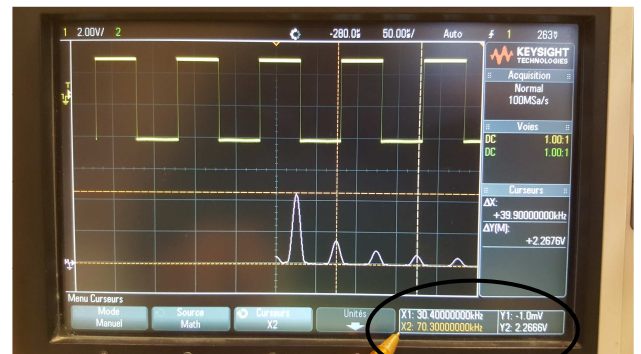 1 2.00V/ 2 -280.0% 50.00%/ Auto 1 263▽
KEYSIGHT
TECHNOLOGIES
Acquisition
Normal
100MSa/s
Voies
DC 1.00:1
DC 1.00:1
Curseurs
ΔX:
+39.90000000kHz
ΔY(M):
+2.2676V
Menu Curseurs
Mode
Manuel
Source
Math
Curseurs
X2
Unités
X1: 30.40000000kHz
X2: 70.30000000kHz
Y1: -1.0mV
Y2: 2.2666V